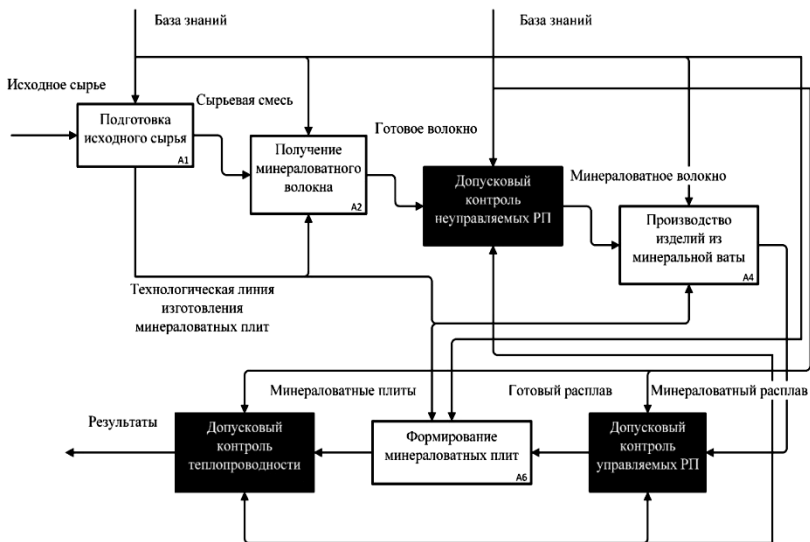 База знаний
База знаний
Исходное сырье
Подготовка
исходного сырья
A1
Сырьевая смесь
Получение
минераловатного
волокна
A2
Готовое волокно
Допусковый
контроль
неуправляемых РП
Минераловатное волокно
Производство
изделий из
минеральной ваты
A4
Технологическая линия
изготовления
минераловатных плит
Результаты
Допусковый
контроль
теплопроводности
Минераловатные плиты
Формирование
минераловатных плит
A6
Готовый расплав
Допусковый
контроль
управляемых РП
Минераловатный расплав